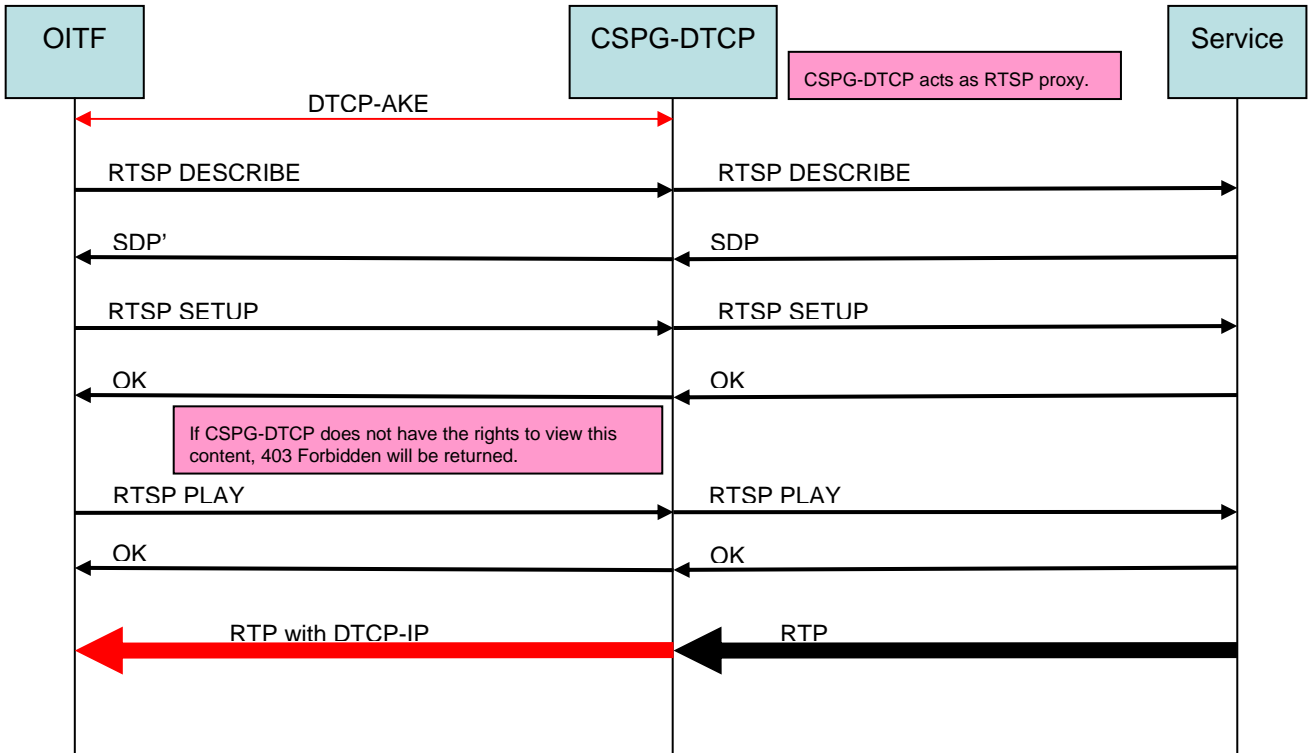 OITF
CSPG-DTCP
Service
CSPG-DTCP acts as RTSP proxy.
DTCP-AKE
RTSP DESCRIBE
RTSP DESCRIBE
SDP’
SDP
RTSP SETUP
RTSP SETUP
OK
OK
If CSPG-DTCP does not have the rights to view this
content, 403 Forbidden will be returned.
RTSP PLAY
RTSP PLAY
OK
OK
RTP with DTCP-IP
RTP